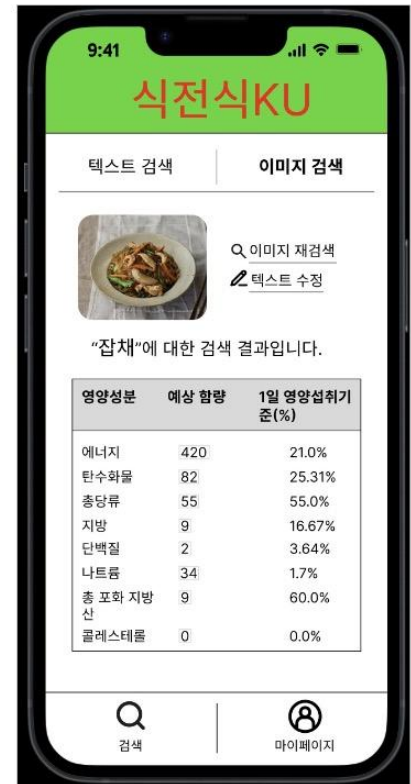 9:41
식전식KU
텍스트 검색 이미지 검색
이미지 재검색
텍스트 수정
“잡채”에 대한 검색 결과입니다.
영양성분 예상 함량 1일 영양섭취기
준(%)
에너지 420 21.0%
탄수화물 82 25.31%
총당류 55 55.0%
지방 9 16.67%
단백질 2 3.64%
나트륨 34 1.7%
총 포화 지방 9 60.0%
산
콜레스테롤 0 0.0%
검색 마이페이지